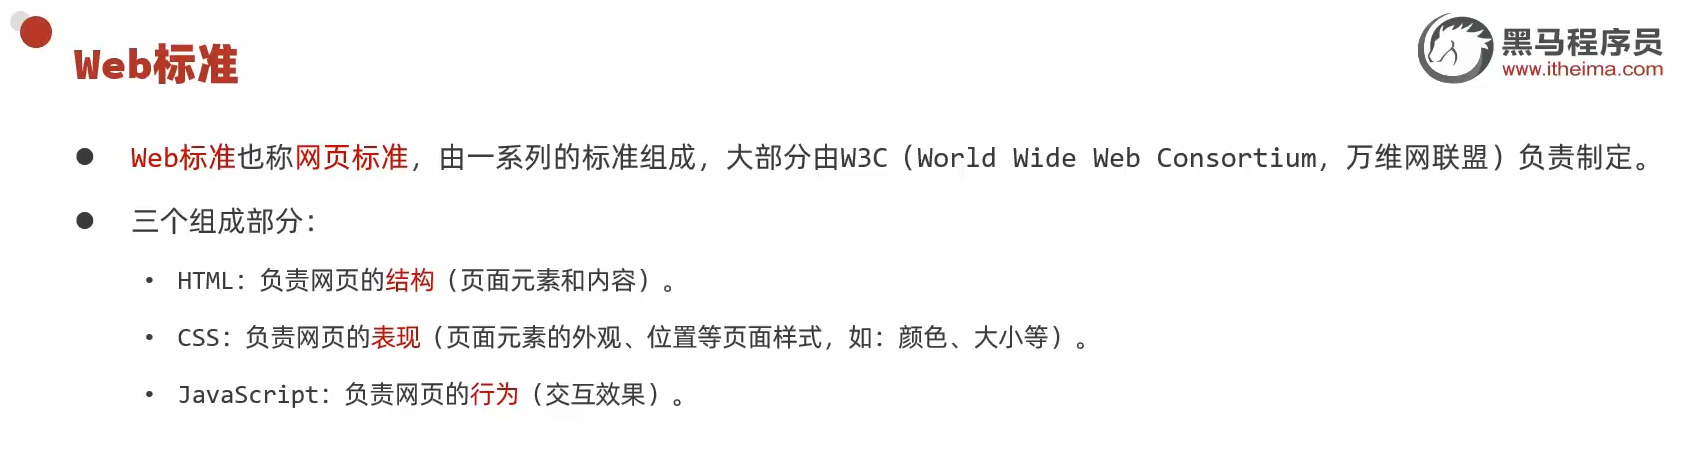 Web标准
黑马程序员
www.itheima.com
Web标准也称网页标准，由一系列的标准组成，大部分由W3C（World Wide Web Consortium，万维网联盟）负责制定。
三个组成部分：
HTML：负责网页的结构（页面元素和内容）。
CSS：负责网页的表现（页面元素的外观、位置等页面样式，如：颜色、大小等）。
JavaScript：负责网页的行为（交互效果）。